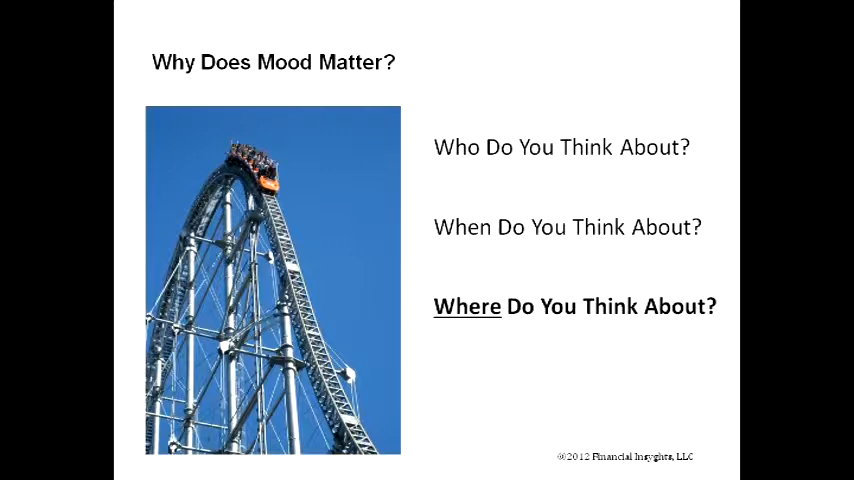 Why Does Mood Matter?
Who Do You Think About?
When Do You Think About?
Where Do You Think About?
©2012 Financial Insyghts, LLC